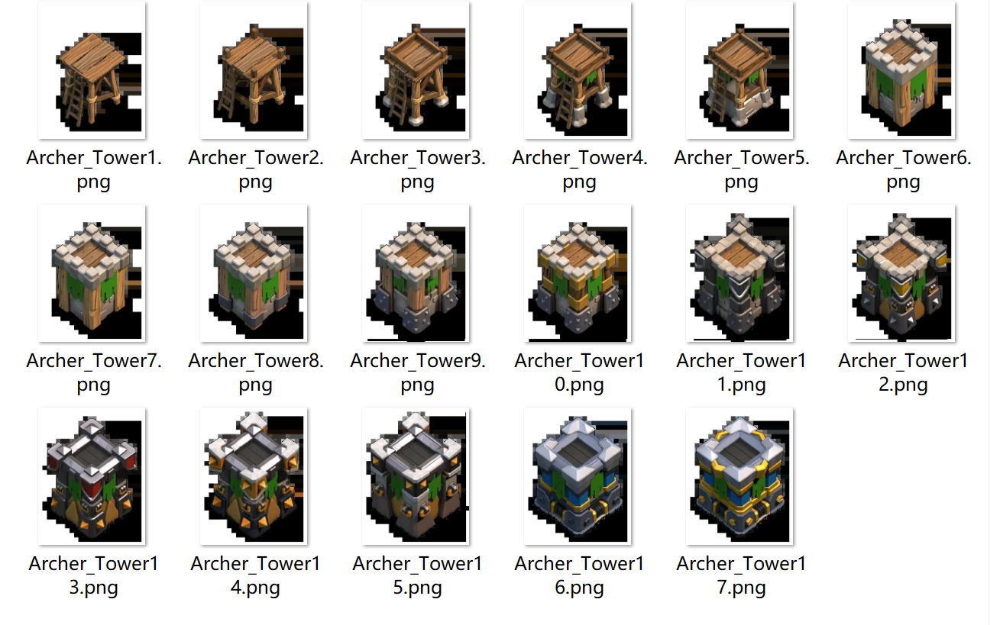 Archer_Tower1.
png
Archer_Tower2.
png
Archer_Tower3.
png
Archer_Tower4.
png
Archer_Tower5.
png
Archer_Tower6.
png
Archer_Tower7.
png
Archer_Tower8.
png
Archer_Tower9.
png
Archer_Tower1
0.png
Archer_Tower1
1.png
Archer_Tower1
2.png
Archer_Tower1
3.png
Archer_Tower1
4.png
Archer_Tower1
5.png
Archer_Tower1
6.png
Archer_Tower1
7.png